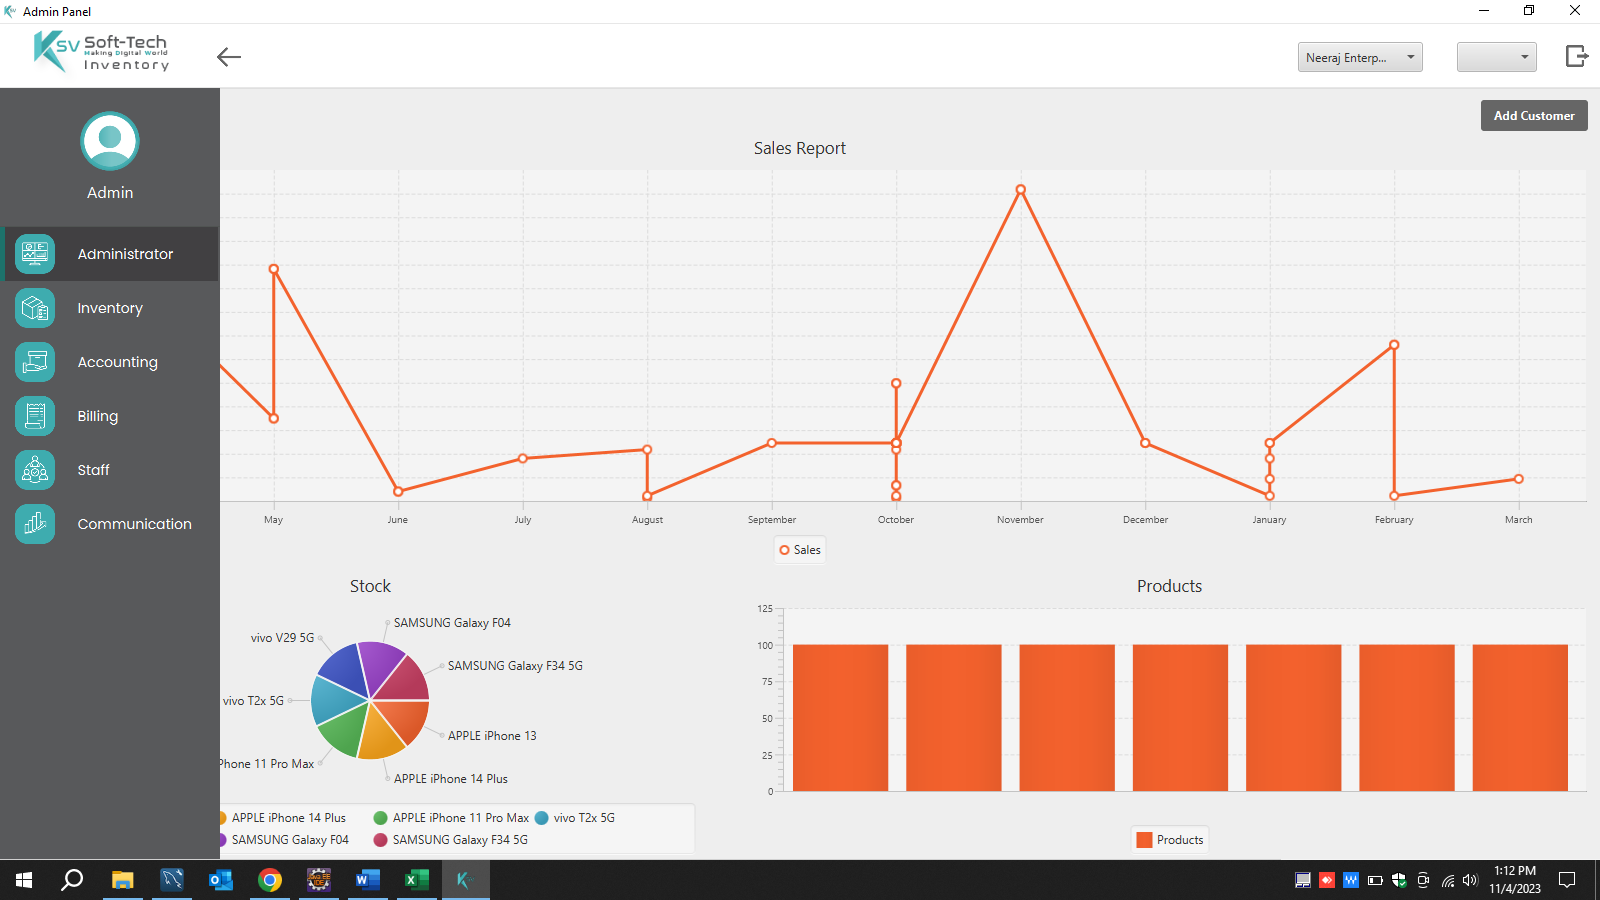 Admin Panel
KSV Soft-Tech
Making Digital World
Inventory
Neeraj Enterp...
Admin
Administrator
Inventory
Accounting
Billing
Staff
Communication
Add Customer
Sales Report
May June July August September October November December January February March
Sales
Stock
SAMSUNG Galaxy F04
vivo V29 5G
SAMSUNG Galaxy F34 5G
vivo T2x 5G
APPLE iPhone 13
Phone 11 Pro Max
APPLE iPhone 14 Plus
APPLE iPhone 14 Plus APPLE iPhone 11 Pro Max vivo T2x 5G
SAMSUNG Galaxy F04 SAMSUNG Galaxy F34 5G
Products
125
100
75
50
25
0
Products
1:12 PM
11/4/2023